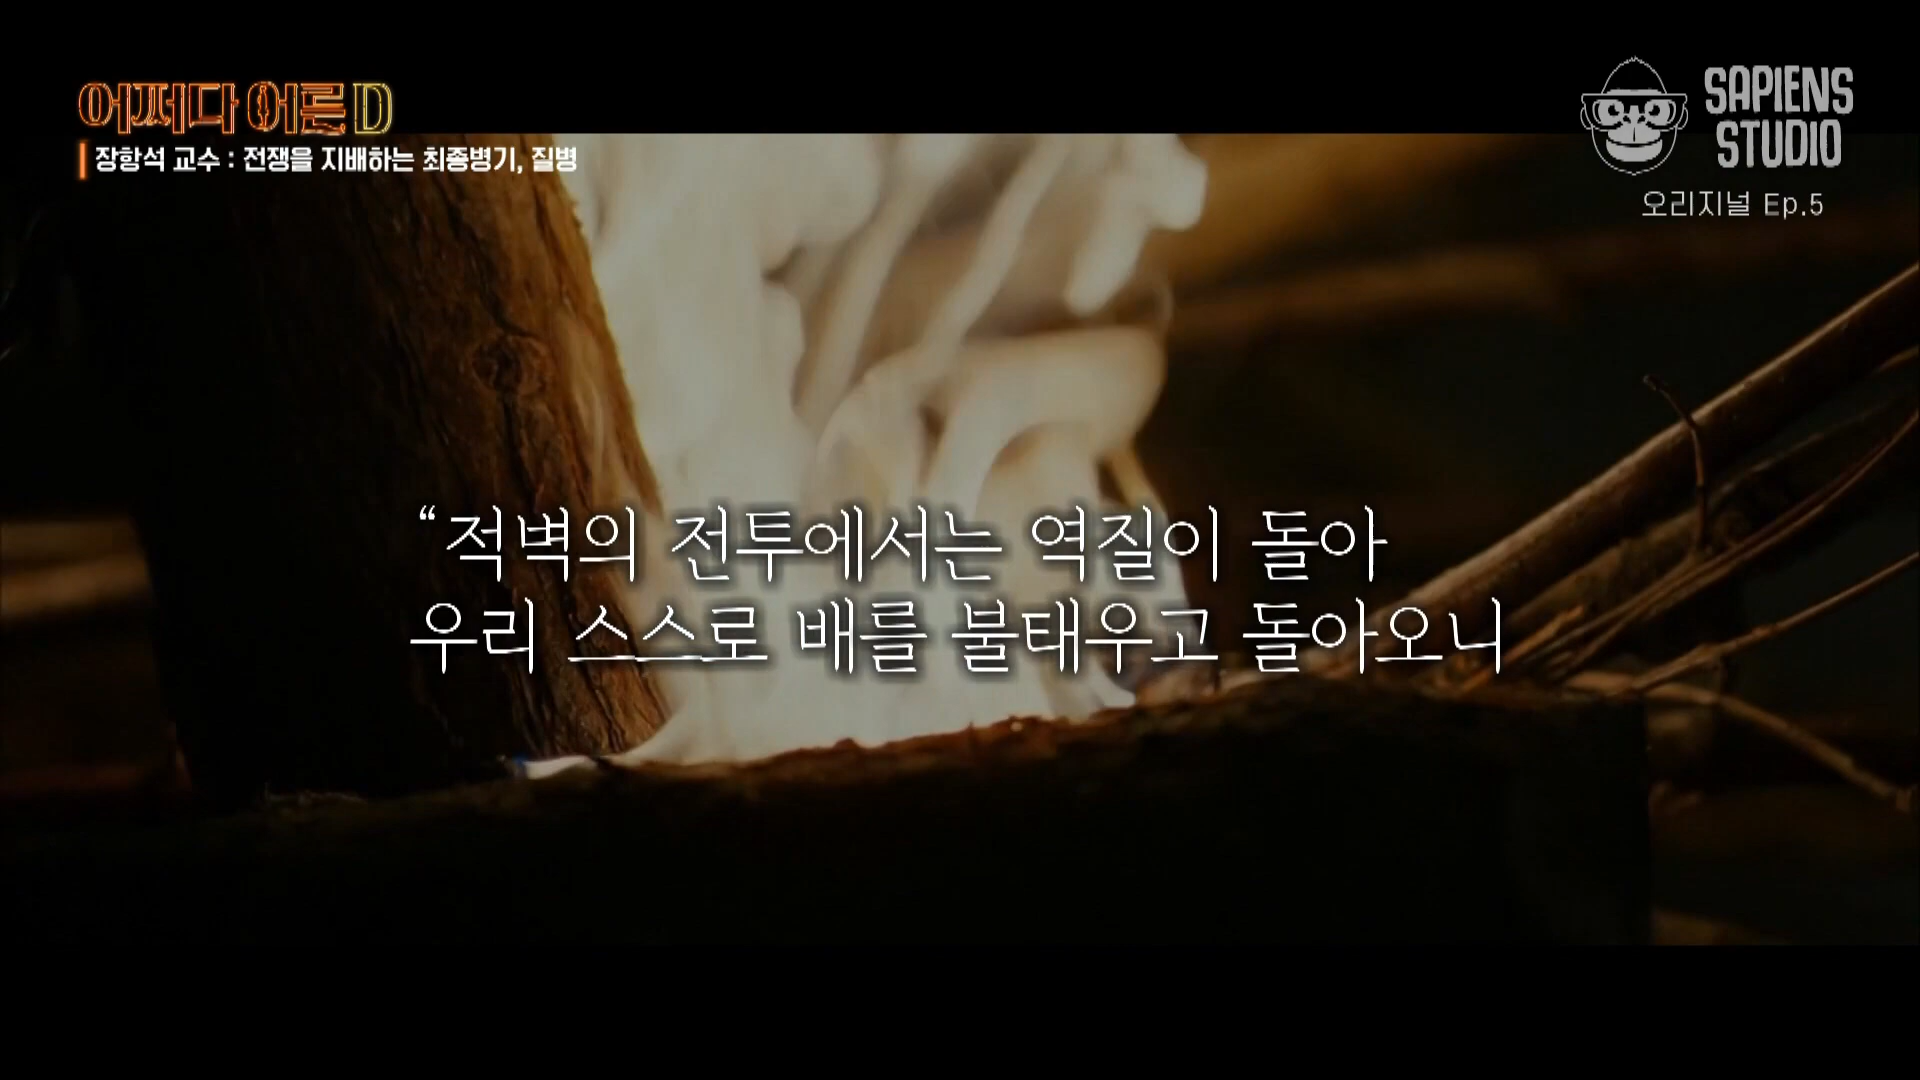 어쩌다 어른 D
장항석 교수 : 전쟁을 지배하는 최종병기, 질병
SAPIENS
STUDIO
오리지널 Ep.5
“적벽의 전투에서는 역질이 돌아
우리 스스로 배를 불태우고 돌아오니